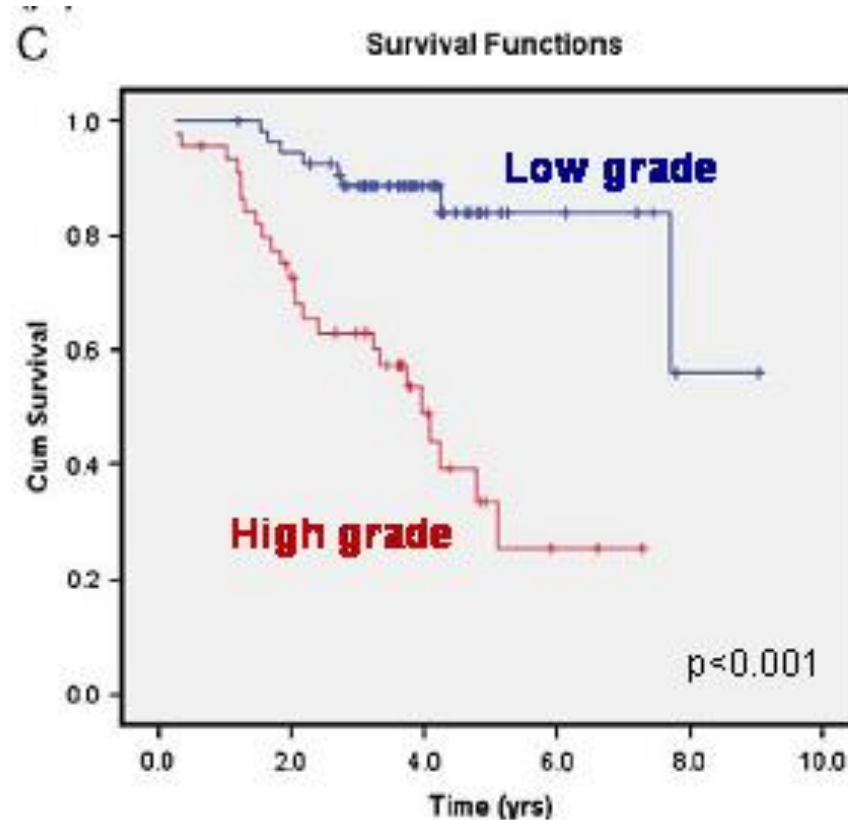 C
Survival Functions
1.0
0.8
0.6
0.4
0.2
0.0
Cum Survival
Low grade
High grade
p<0.001
0.0 2.0 4.0 6.0 8.0 10.0
Time (yrs)